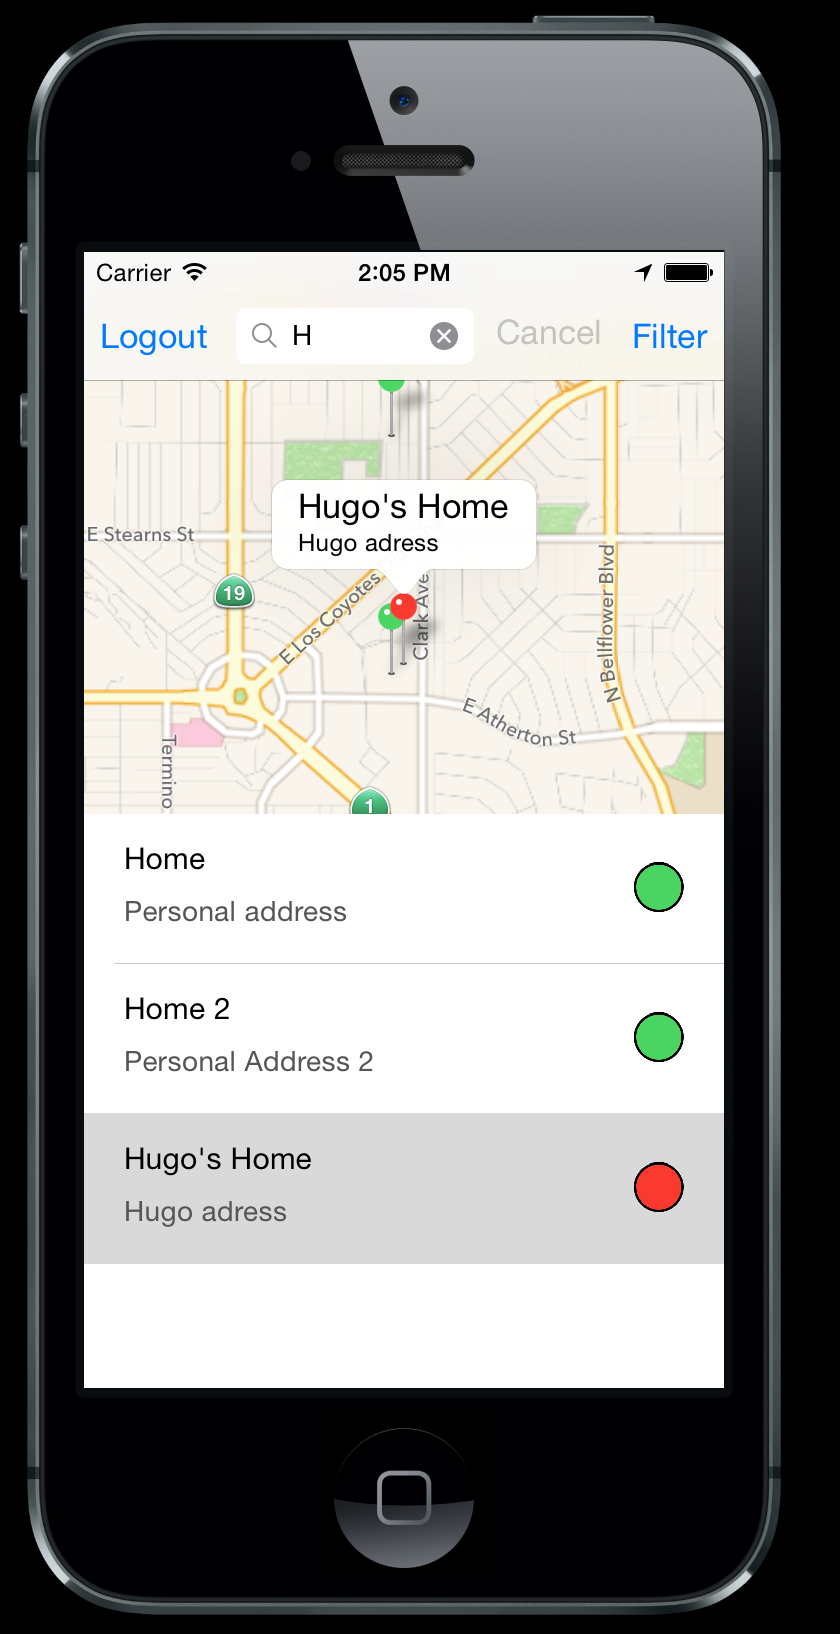 Carrier 2:05 PM
Logout H Cancel Filter
Hugo's Home
Hugo adress
E Stearns St
19
E Los Coyotes
Clark Ave
N Bellflower Blvd
E Atherton St
Termino
1
Home
Personal address
Home 2
Personal Address 2
Hugo's Home
Hugo adress